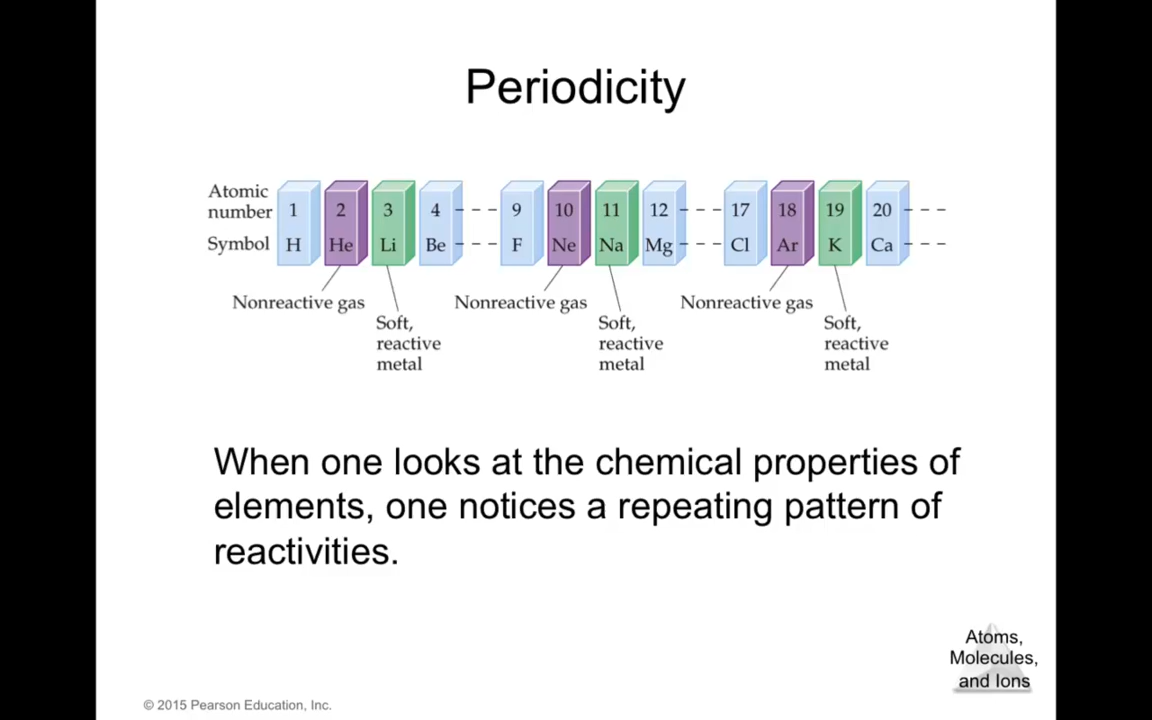 Periodicity
Atomic
number 1 2 3 4 9 10 11 12 17 18 19 20
Symbol H He Li Be F Ne Na Mg Cl Ar K Ca
Nonreactive gas Nonreactive gas Nonreactive gas
Soft, Soft, Soft,
reactive reactive reactive
metal metal metal
When one looks at the chemical properties of
elements, one notices a repeating pattern of
reactivities.
Atoms,
Molecules,
and Ions
© 2015 Pearson Education, Inc.